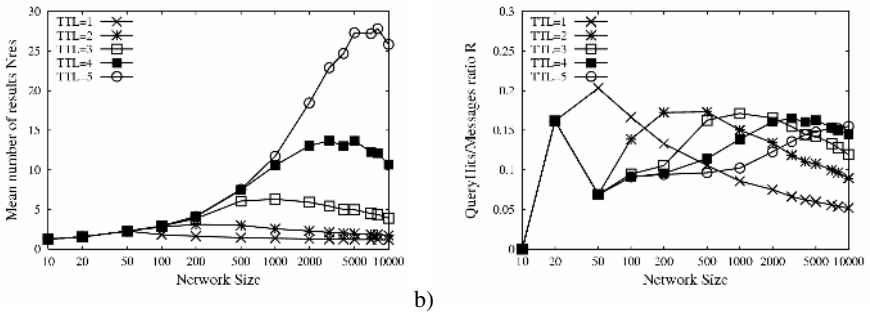 Mean number of results Nres
30
25
20
15
10
5
0
TTL=1
TTL=2
TTL=3
TTL=4
TTL=5
10 20 50 100 200 500 1000 2000 5000 10000
Network Size
b)
QueryHits/Messages ratio R
0.3
0.25
0.2
0.15
0.1
0.05
0
TTL=1
TTL=2
TTL=3
TTL=4
TTL=5
10 20 50 100 200 500 1000 2000 5000 10000
Network Size